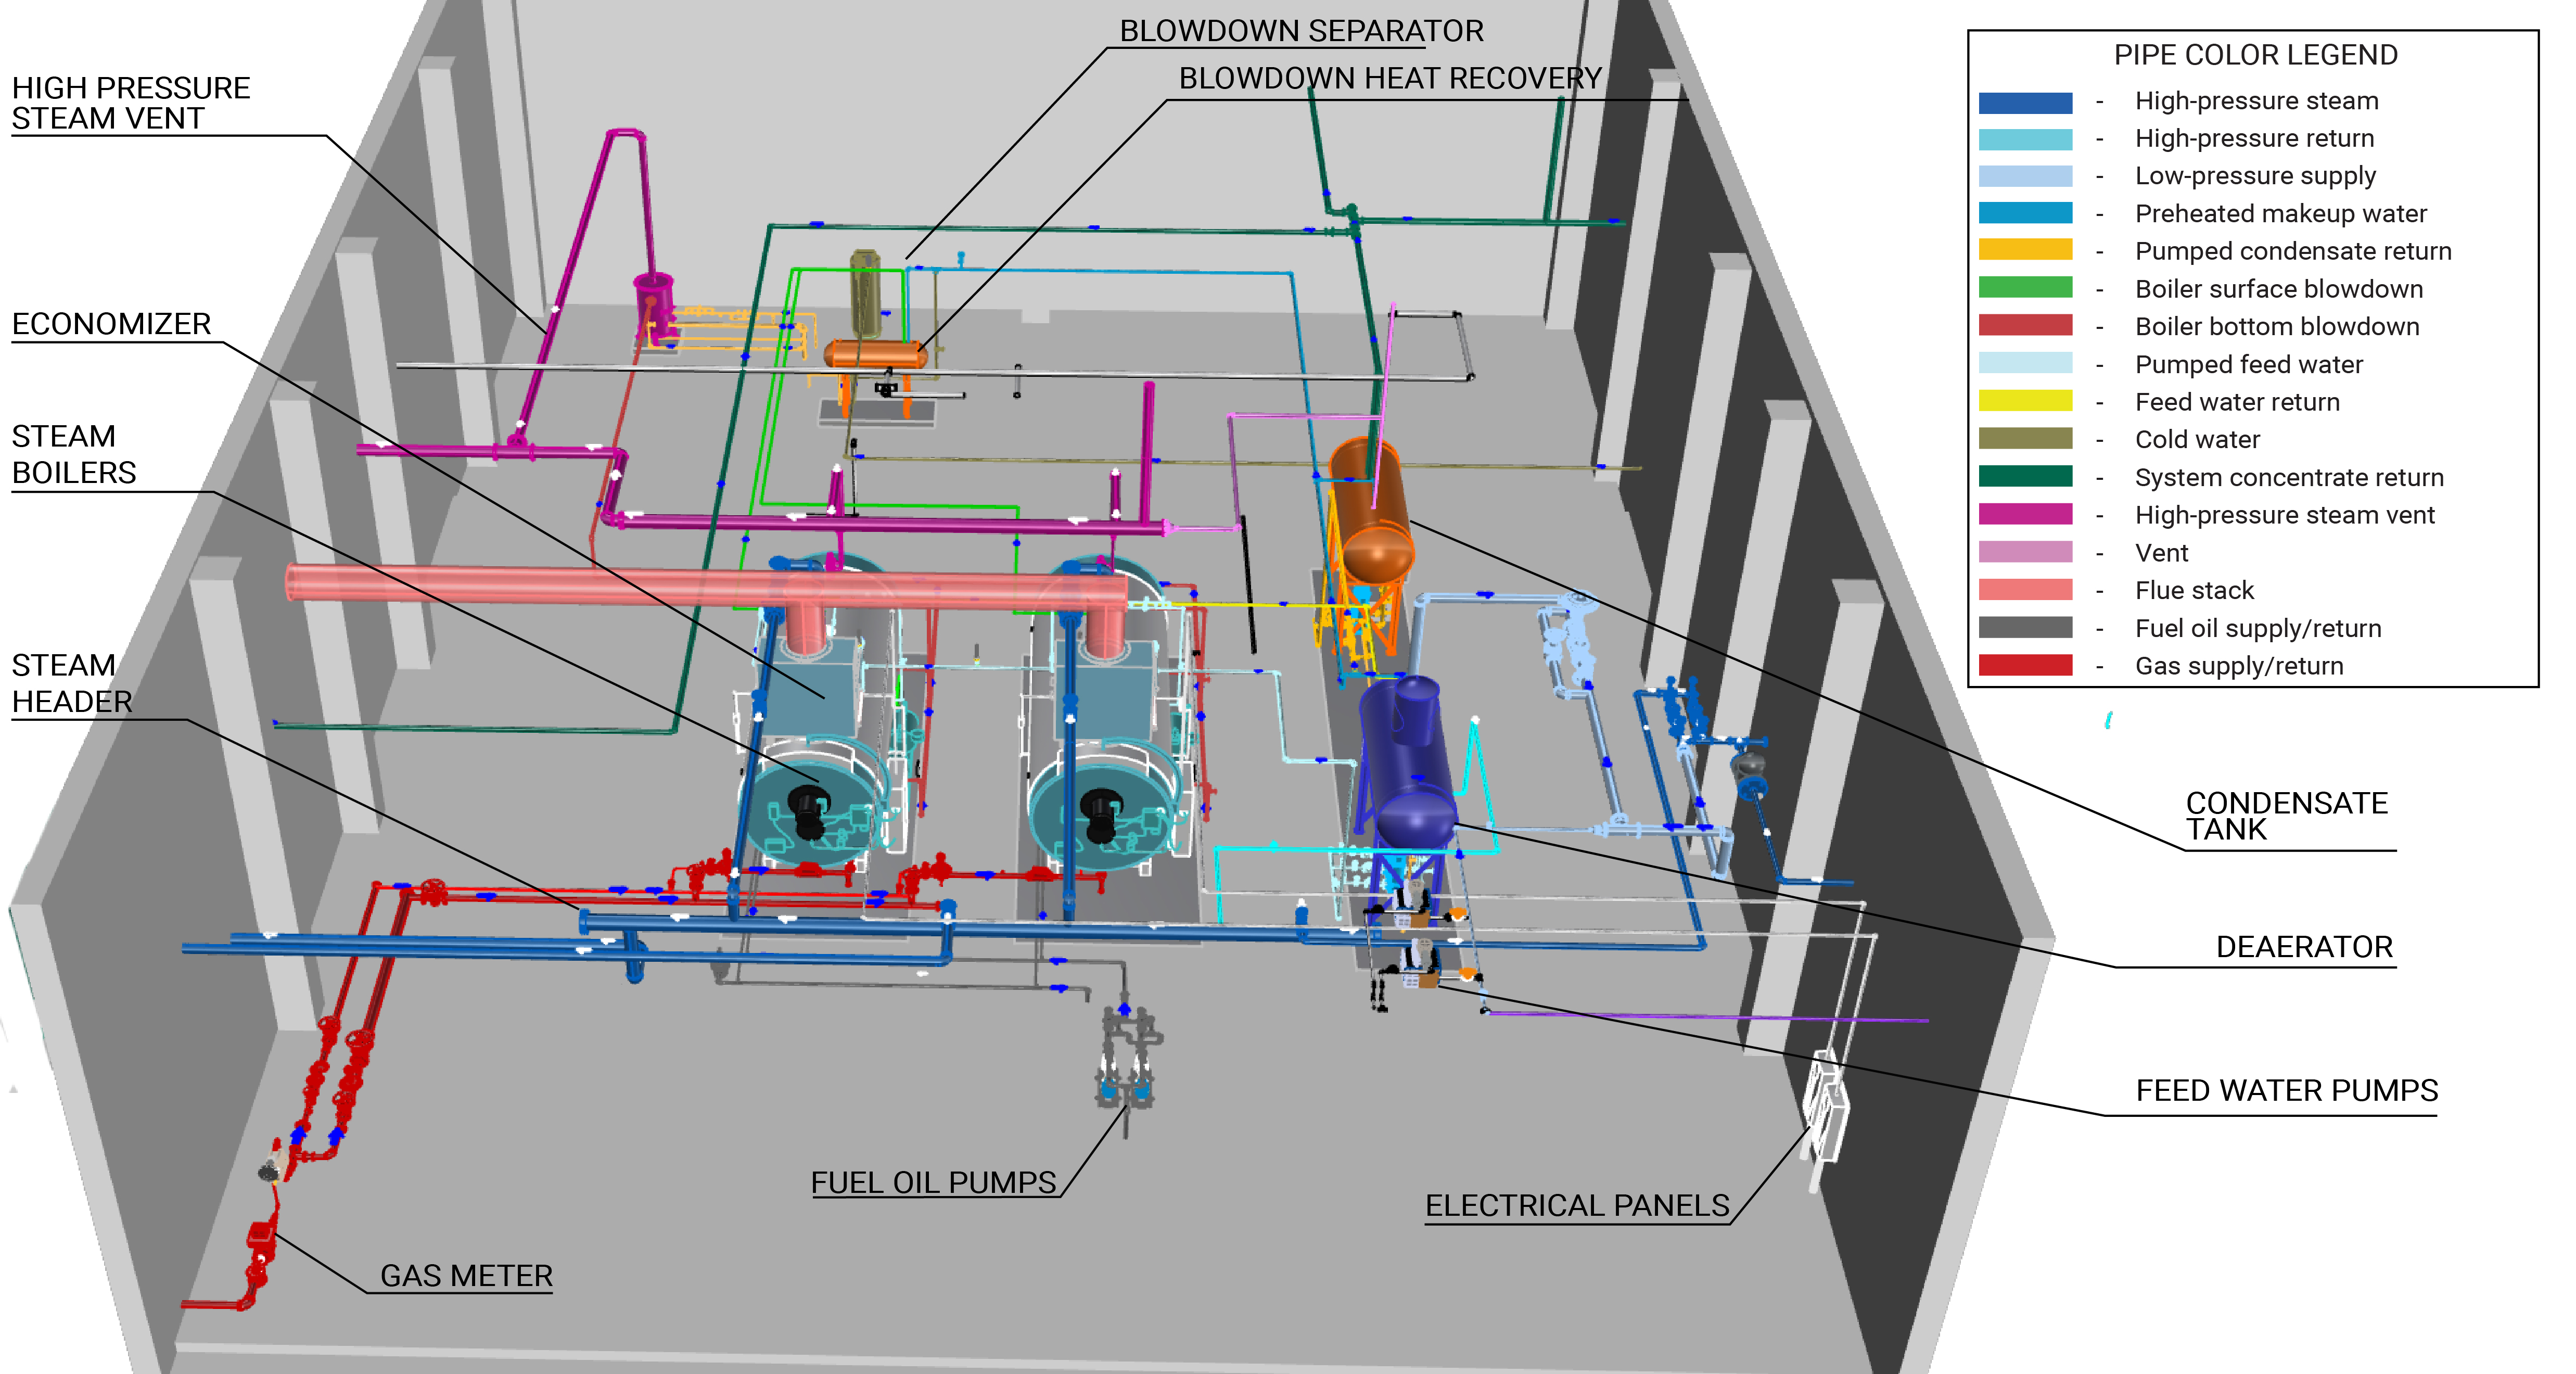 BLOWDOWN SEPARATOR
BLOWDOWN HEAT RECOVERY
HIGH PRESSURE
STEAM VENT
ECONOMIZER
STEAM
BOILERS
STEAM
HEADER
GAS METER
FUEL OIL PUMPS
ELECTRICAL PANELS
FEED WATER PUMPS
DEAERATOR
CONDENSATE
TANK
PIPE COLOR LEGEND
- High-pressure steam
- High-pressure return
- Low-pressure supply
- Preheated makeup water
- Pumped condensate return
- Boiler surface blowdown
- Boiler bottom blowdown
- Pumped feed water
- Feed water return
- Cold water
- System concentrate return
- High-pressure steam vent
- Vent
- Flue stack
- Fuel oil supply/return
- Gas supply/return